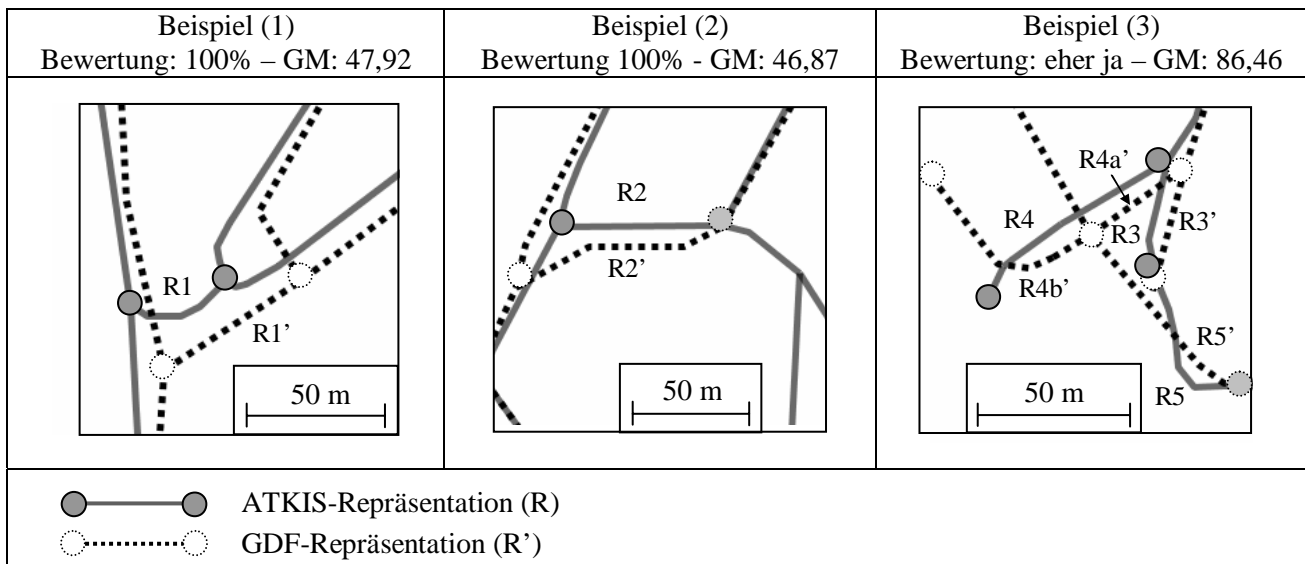 Beispiel (1)
Bewertung: 100% – GM: 47,92
Beispiel (2)
Bewertung 100% - GM: 46,87
Beispiel (3)
Bewertung: eher ja – GM: 86,46
R1
R1’
50 m
R2
R2’
50 m
R4a’
R4
R3
R3’
R4b’
R5’
R5
50 m
ATKIS-Repräsentation (R)
GDF-Repräsentation (R’)